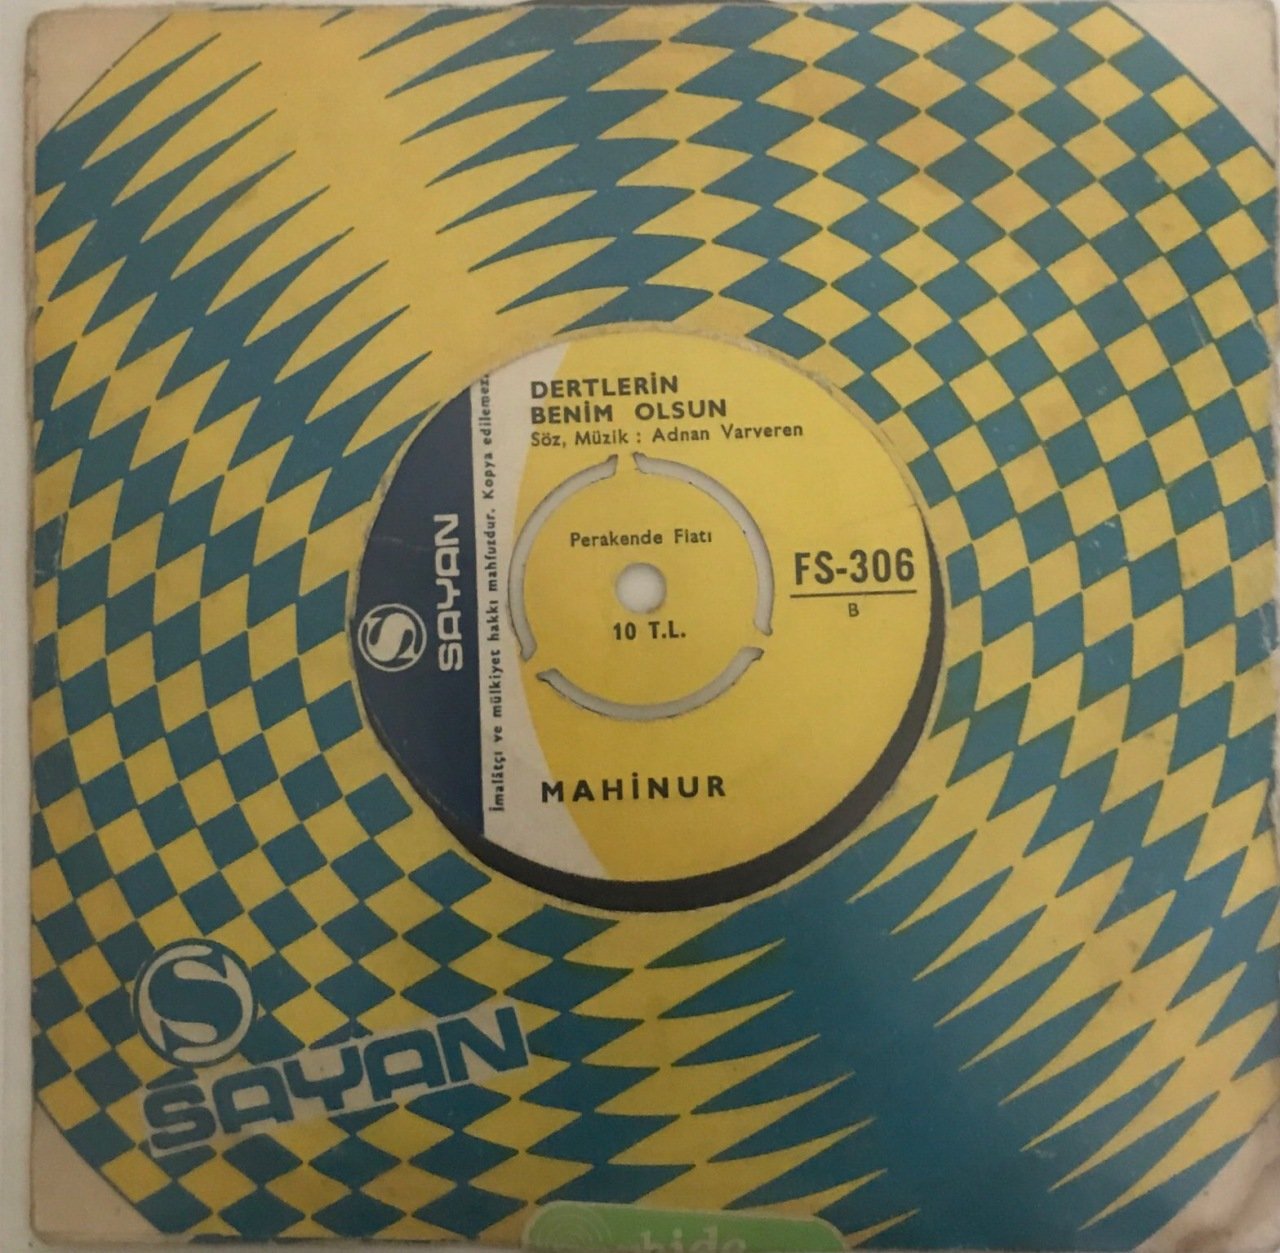 DERTLERİN
BENİM OLSUN
Söz, Müzik : Adnan Varveren
Perakende Fiatı
10 T.L.
FS-306
B
MAHİNUR
SAYAN
İmalâtçı ve mülkiyet hakkı mahfuzdur. Kopya edilemez.
S
SAYAN